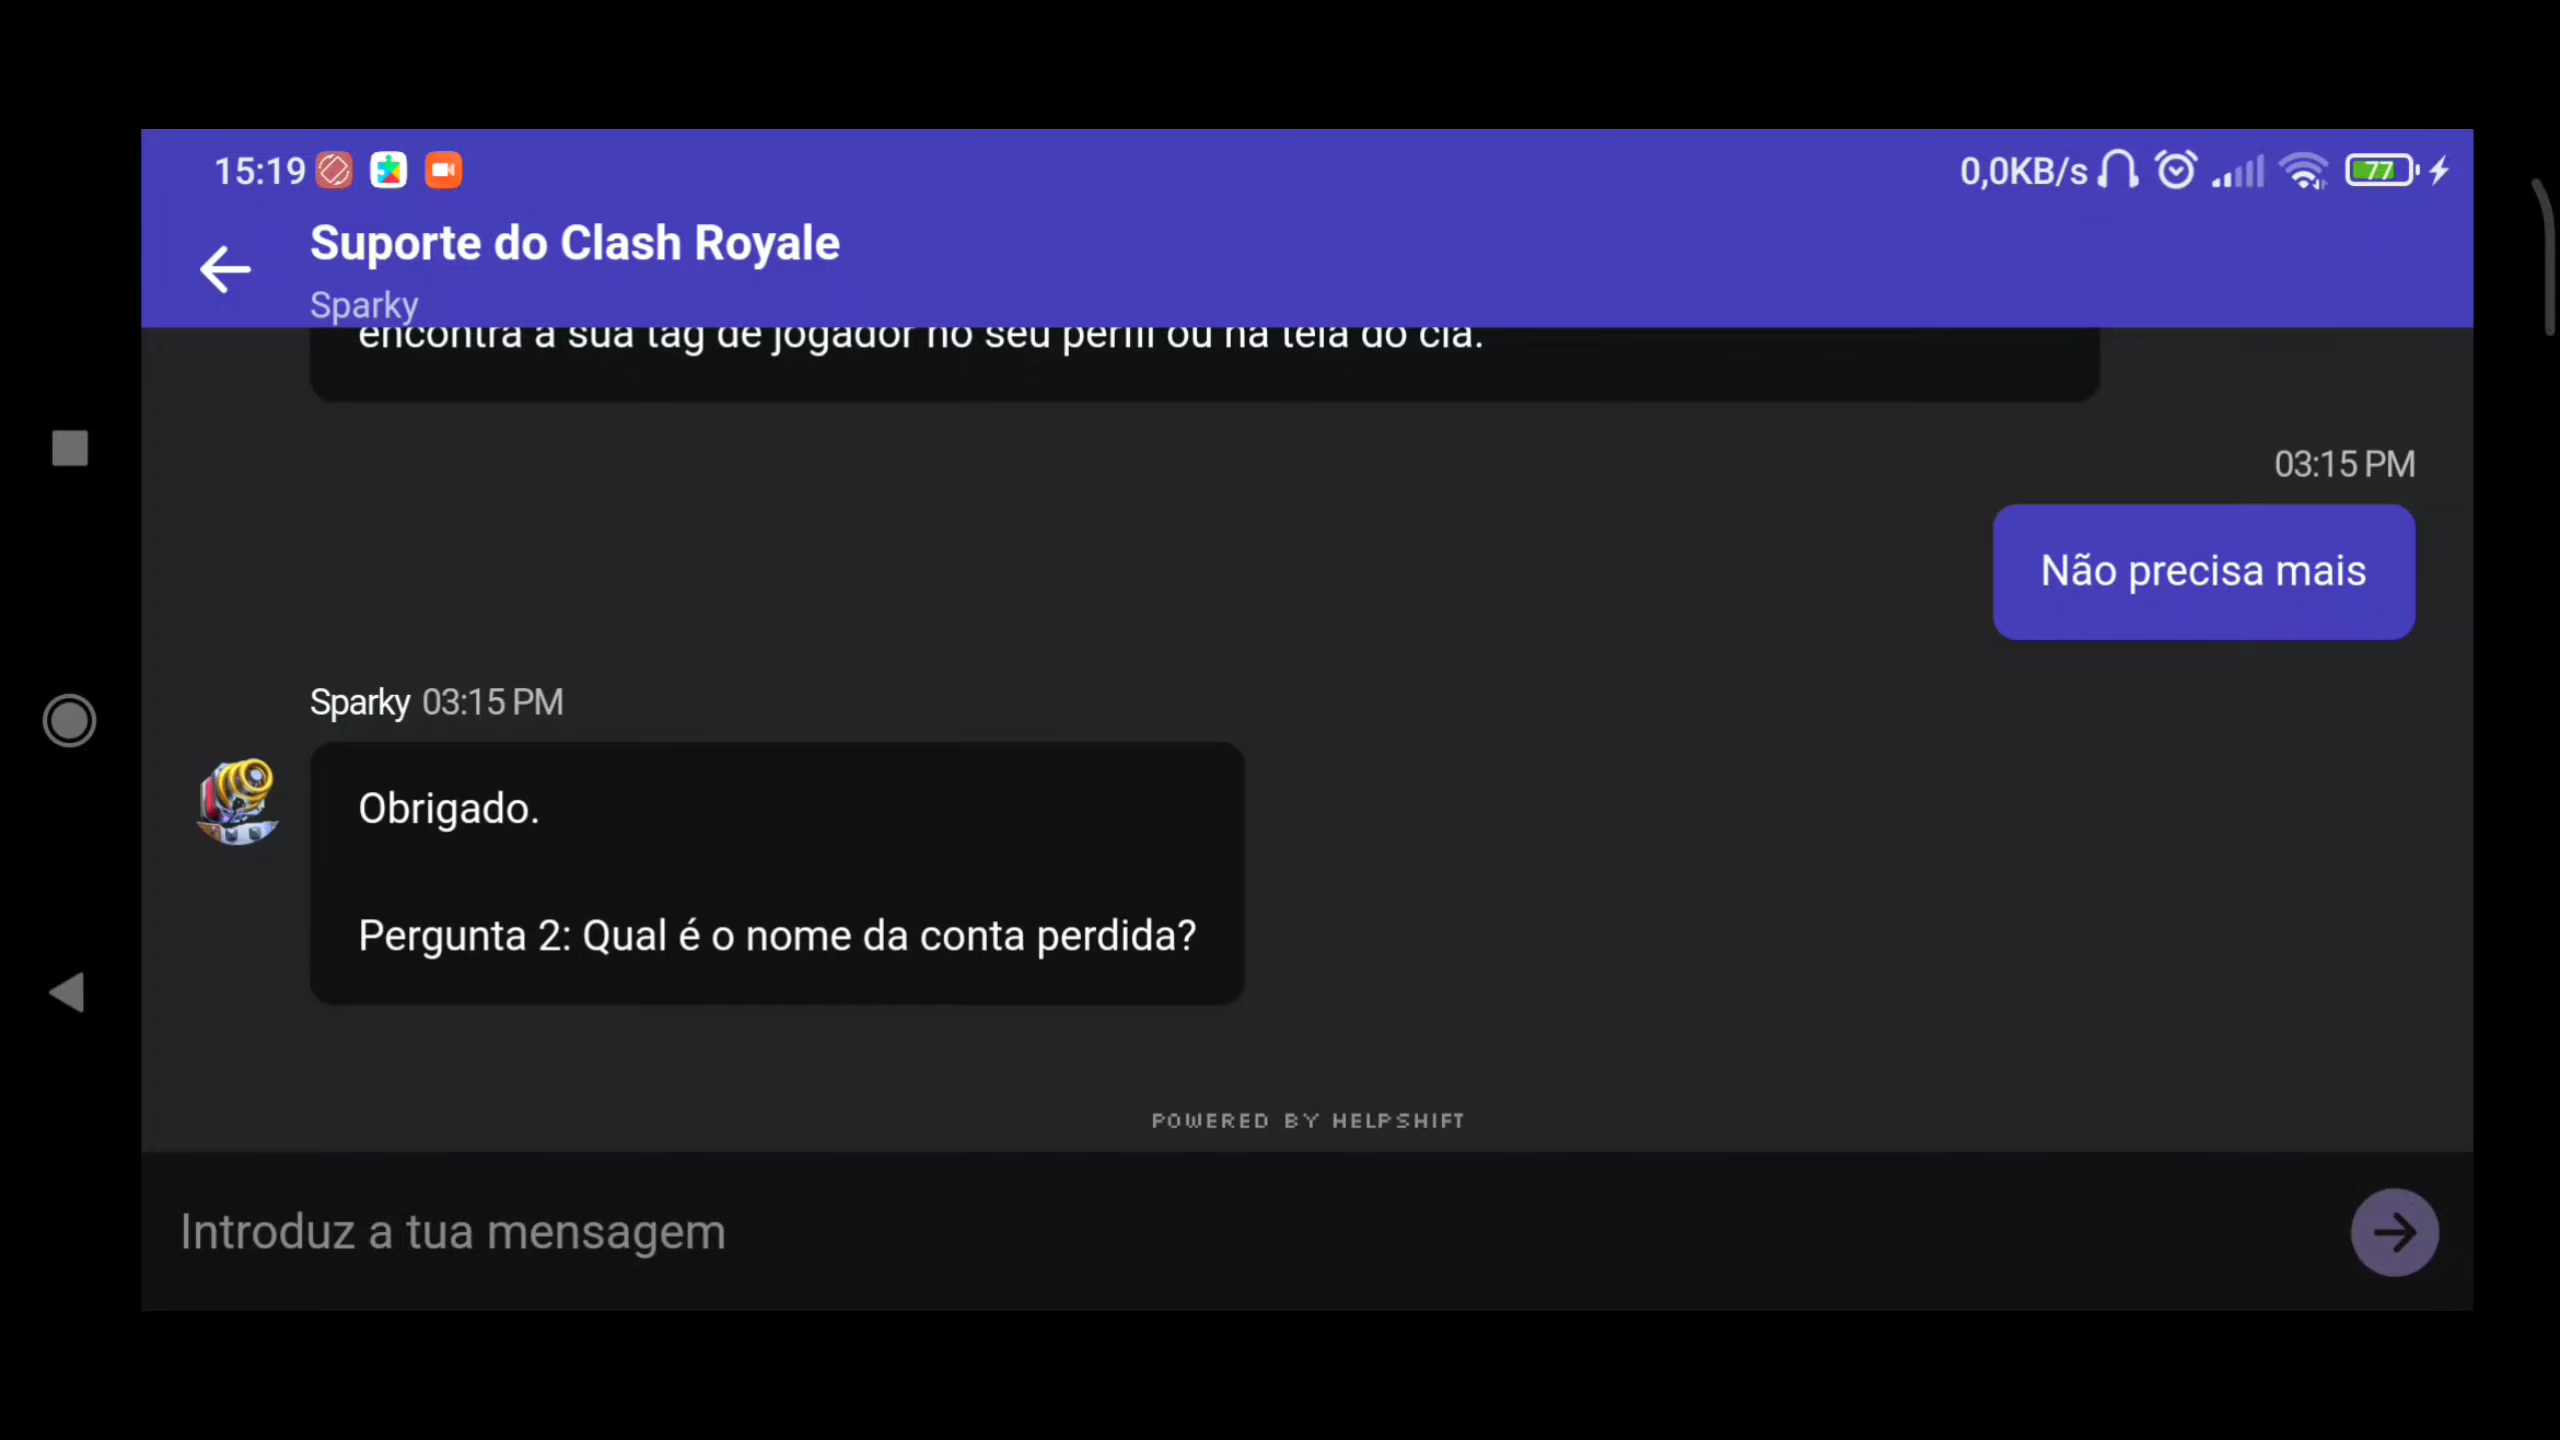 15:19
0,0KB/s
77
Suporte do Clash Royale
Sparky
encontra a sua tag de jogador no seu perfil ou na tela do clã.
03:15 PM
Não precisa mais
Sparky 03:15 PM
Obrigado.
Pergunta 2: Qual é o nome da conta perdida?
POWERED BY HELPSHIFT
Introduz a tua mensagem